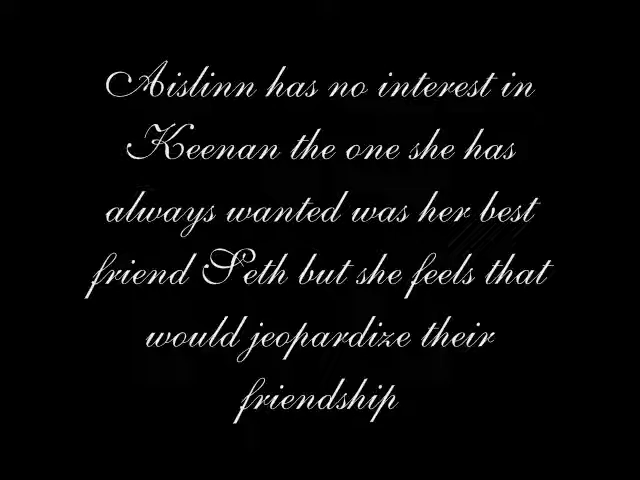 Aislinn has no interest in
Keenan the one she has
always wanted was her best
friend Seth but she feels that
would jeopardize their
friendship